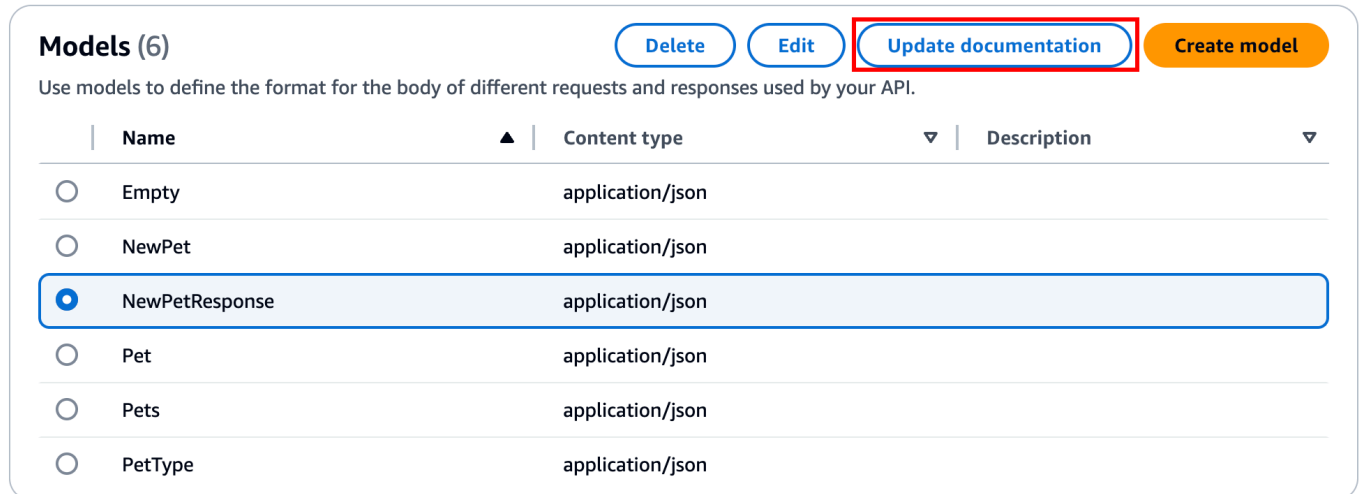 Models (6) Delete Edit Update documentation Create model
Use models to define the format for the body of different requests and responses used by your API.
Name Content type Description
Empty application/json
NewPet application/json
NewPetResponse application/json
Pet application/json
Pets application/json
PetType application/json